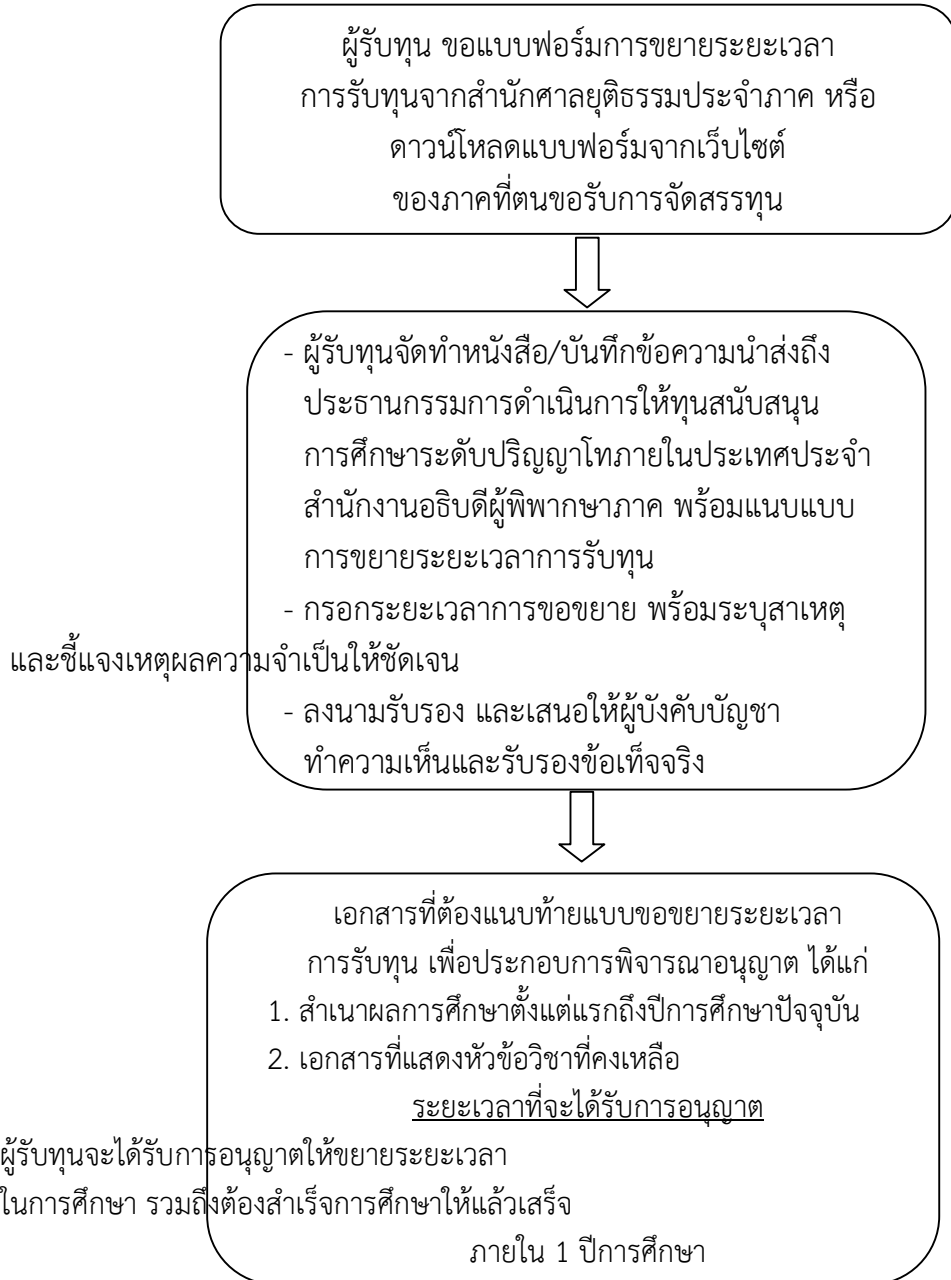 ผู้รับทุน ขอแบบฟอร์มการขยายระยะเวลา
การรับทุนจากสำนักศาลยุติธรรมประจำภาค หรือ
ดาวน์โหลดแบบฟอร์มจากเว็บไซต์
ของภาคที่ตนขอรับการจัดสรรทุน
- ผู้รับทุนจัดทำหนังสือ/บันทึกข้อความนำส่งถึง
ประธานกรรมการดำเนินการให้ทุนสนับสนุน
การศึกษาระดับปริญญาโทภายในประเทศประจำ
สำนักงานอธิบดีผู้พิพากษาภาค พร้อมแนบแบบ
การขยายระยะเวลาการรับทุน
- กรอกระยะเวลาการขอขยาย พร้อมระบุสาเหตุ
และชี้แจงเหตุผลความจำเป็นให้ชัดเจน
- ลงนามรับรอง และเสนอให้ผู้บังคับบัญชา
ทำความเห็นและรับรองข้อเท็จจริง
เอกสารที่ต้องแนบท้ายแบบขอขยายระยะเวลา
การรับทุน เพื่อประกอบการพิจารณาอนุญาต ได้แก่
1. สำเนาผลการศึกษาตั้งแต่แรกถึงปีการศึกษาปัจจุบัน
2. เอกสารที่แสดงหัวข้อวิชาที่คงเหลือ
ระยะเวลาที่จะได้รับการอนุญาต
ผู้รับทุนจะได้รับการอนุญาตให้ขยายระยะเวลา
ในการศึกษา รวมถึงต้องสำเร็จการศึกษาให้แล้วเสร็จ
ภายใน 1 ปีการศึกษา